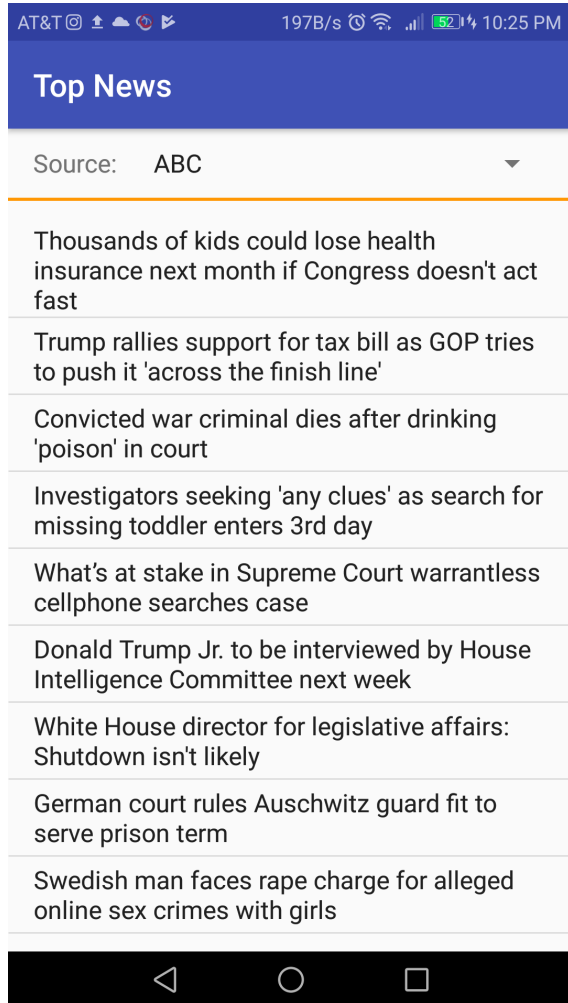 AT&T 197B/s 52 10:25 PM
Top News
Source: ABC
Thousands of kids could lose health
insurance next month if Congress doesn't act
fast
Trump rallies support for tax bill as GOP tries
to push it 'across the finish line'
Convicted war criminal dies after drinking
'poison' in court
Investigators seeking 'any clues' as search for
missing toddler enters 3rd day
What’s at stake in Supreme Court warrantless
cellphone searches case
Donald Trump Jr. to be interviewed by House
Intelligence Committee next week
White House director for legislative affairs:
Shutdown isn't likely
German court rules Auschwitz guard fit to
serve prison term
Swedish man faces rape charge for alleged
online sex crimes with girls